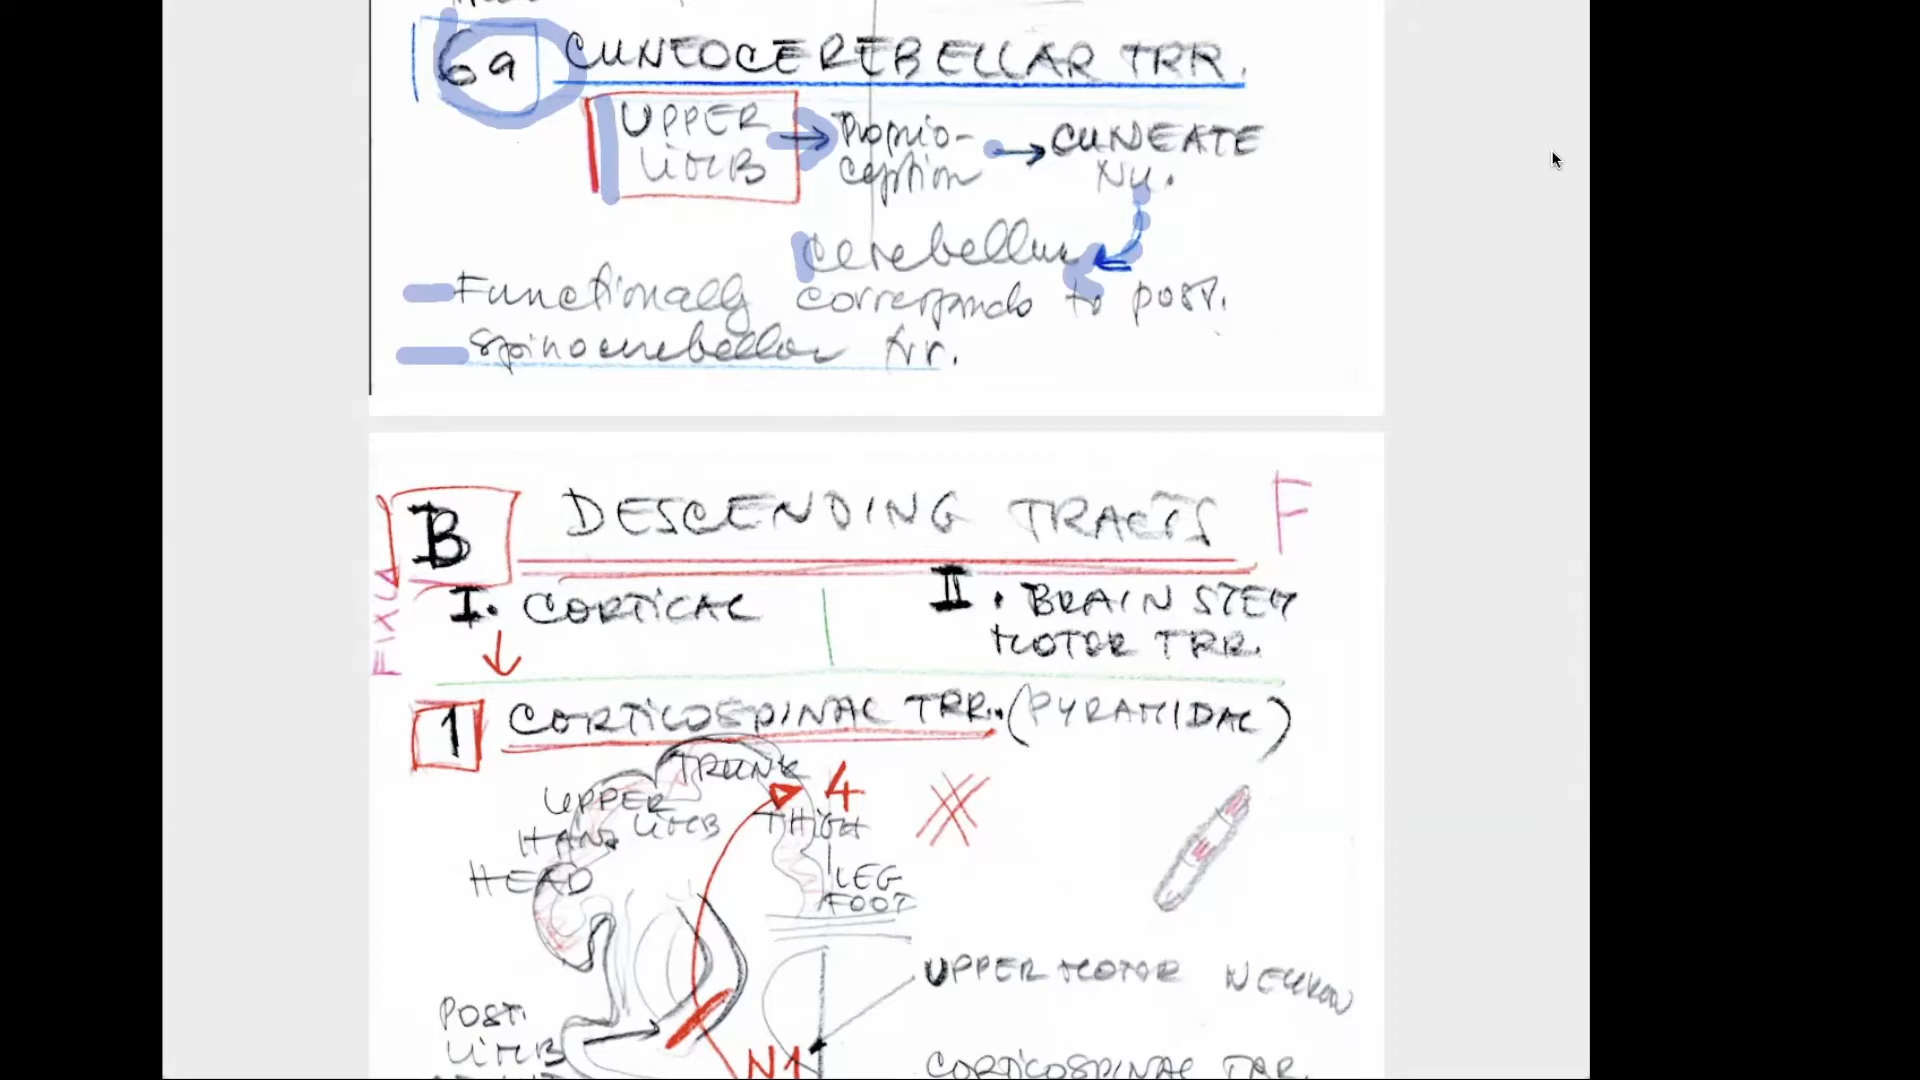 6a CUNEOCEREBELLAR TRR.
UPPER LIMB → Proprio-ception → CUNEATE Nu.
cerebellum
Functionally corresponds to post.
spinocerebellar tr.
B DESCENDING TRACTS F
I. CORTICAL
II. BRAIN STEM
MOTOR TRR.
1 CORTICOSPINAL TRR. (PYRAMIDAL)
TRUNK
4
UPPER
LIMB
THIGH
HAND
HEAD
LEG
FOOT
UPPER MOTOR NEURON
POST.
LIMB
N1
CORTICOSPINAL